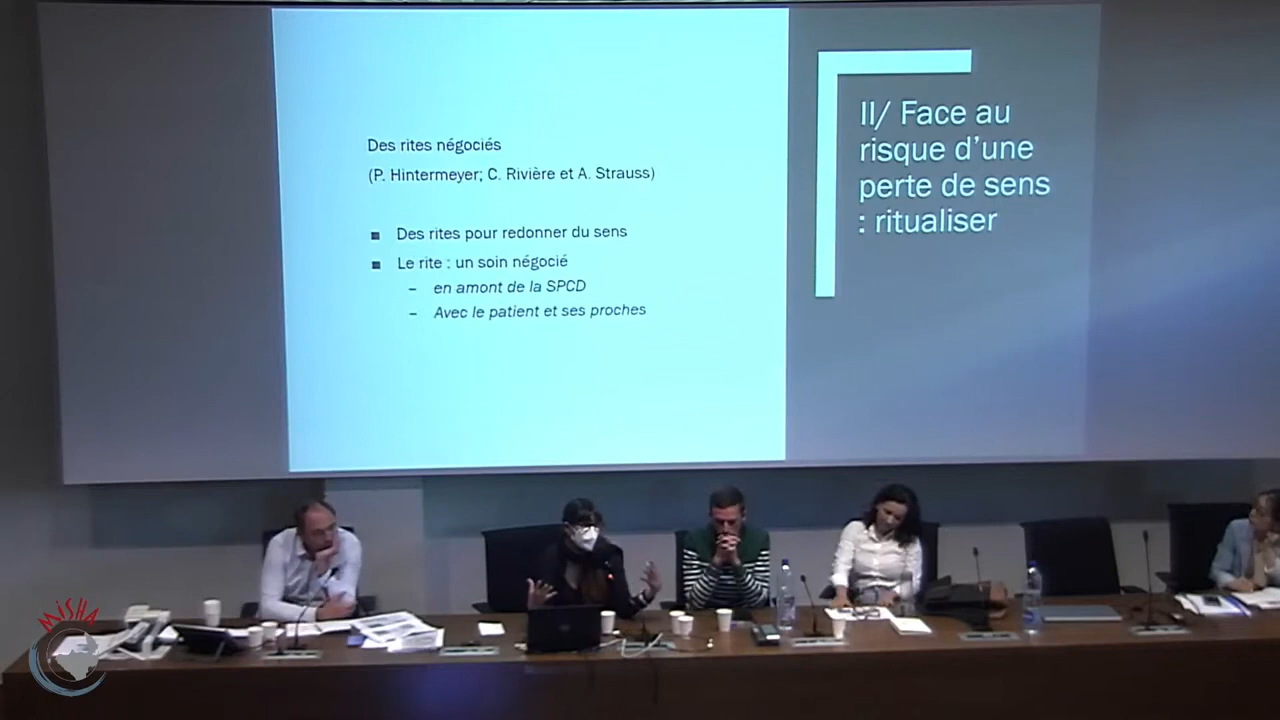 Des rites négociés
(P. Hintermeyer; C. Rivière et A. Strauss)
■ Des rites pour redonner du sens
■ Le rite : un soin négocié
– en amont de la SPCD
– Avec le patient et ses proches
II/ Face au
risque d'une
perte de sens
: ritualiser
MiSHA